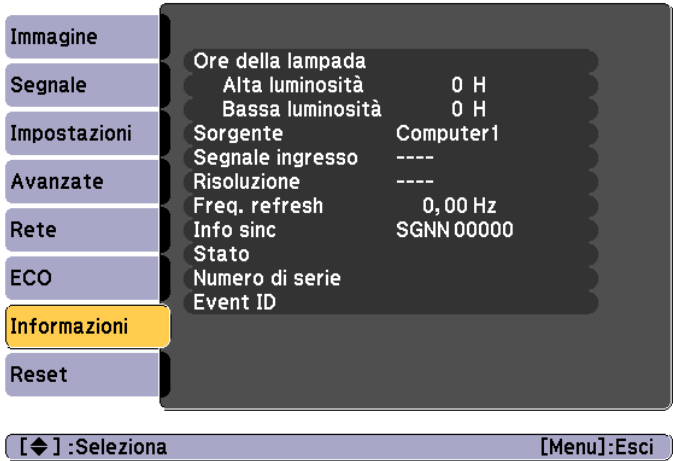 Immagine
Segnale
Impostazioni
Avanzate
Rete
ECO
Informazioni
Reset
Ore della lampada
Alta luminosità 0 H
Bassa luminosità 0 H
Sorgente Computer1
Segnale ingresso ----
Risoluzione ----
Freq. refresh 0,00 Hz
Info sinc SGNN 00000
Stato
Numero di serie
Event ID
[◆] :Seleziona [Menu]:Esci